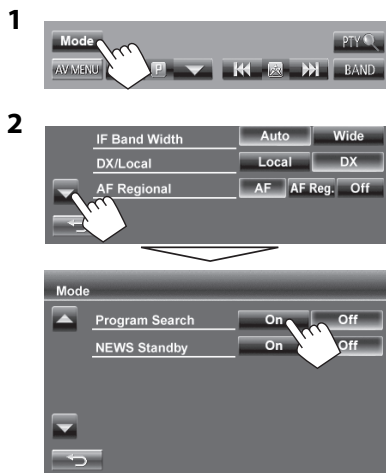 1
Mode
PTY
AV MENU P BAND
2
IF Band Width Auto Wide
DX/Local Local DX
AF Regional AF AF Reg. Off
Mode
Program Search On Off
NEWS Standby On Off